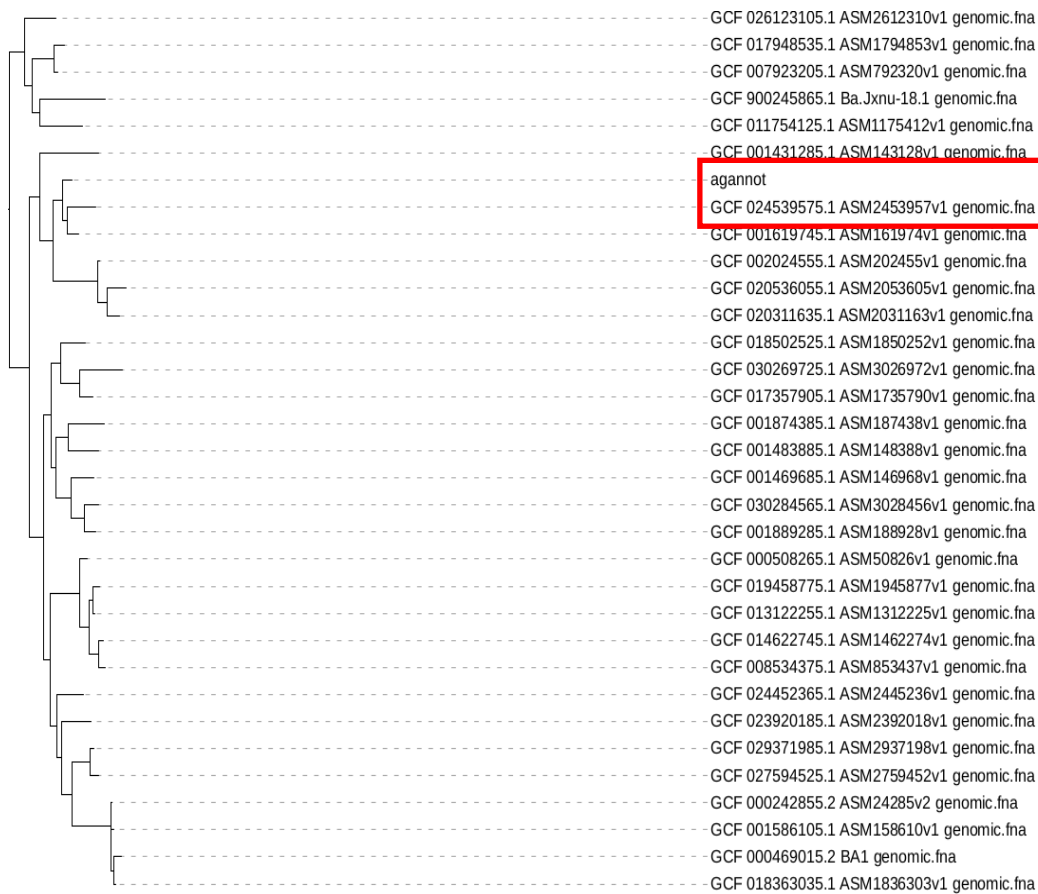 GCF 026123105.1 ASM2612310v1 genomic.fna
GCF 017948535.1 ASM1794853v1 genomic.fna
GCF 007923205.1 ASM792320v1 genomic.fna
GCF 900245865.1 Ba.Jxnu-18.1 genomic.fna
GCF 011754125.1 ASM1175412v1 genomic.fna
GCF 001431285.1 ASM143128v1 genomic.fna
agannot
GCF 024539575.1 ASM2453957v1 genomic.fna
GCF 001619745.1 ASM161974v1 genomic.fna
GCF 002024555.1 ASM202455v1 genomic.fna
GCF 020536055.1 ASM2053605v1 genomic.fna
GCF 020311635.1 ASM2031163v1 genomic.fna
GCF 018502525.1 ASM1850252v1 genomic.fna
GCF 030269725.1 ASM3026972v1 genomic.fna
GCF 017357905.1 ASM1735790v1 genomic.fna
GCF 001874385.1 ASM187438v1 genomic.fna
GCF 001483885.1 ASM148388v1 genomic.fna
GCF 001469685.1 ASM146968v1 genomic.fna
GCF 030284565.1 ASM3028456v1 genomic.fna
GCF 001889285.1 ASM188928v1 genomic.fna
GCF 000508265.1 ASM50826v1 genomic.fna
GCF 019458775.1 ASM1945877v1 genomic.fna
GCF 013122255.1 ASM1312225v1 genomic.fna
GCF 014622745.1 ASM1462274v1 genomic.fna
GCF 008534375.1 ASM853437v1 genomic.fna
GCF 024452365.1 ASM2445236v1 genomic.fna
GCF 023920185.1 ASM2392018v1 genomic.fna
GCF 029371985.1 ASM2937198v1 genomic.fna
GCF 027594525.1 ASM2759452v1 genomic.fna
GCF 000242855.2 ASM24285v2 genomic.fna
GCF 001586105.1 ASM158610v1 genomic.fna
GCF 000469015.2 BA1 genomic.fna
GCF 018363035.1 ASM1836303v1 genomic.fna